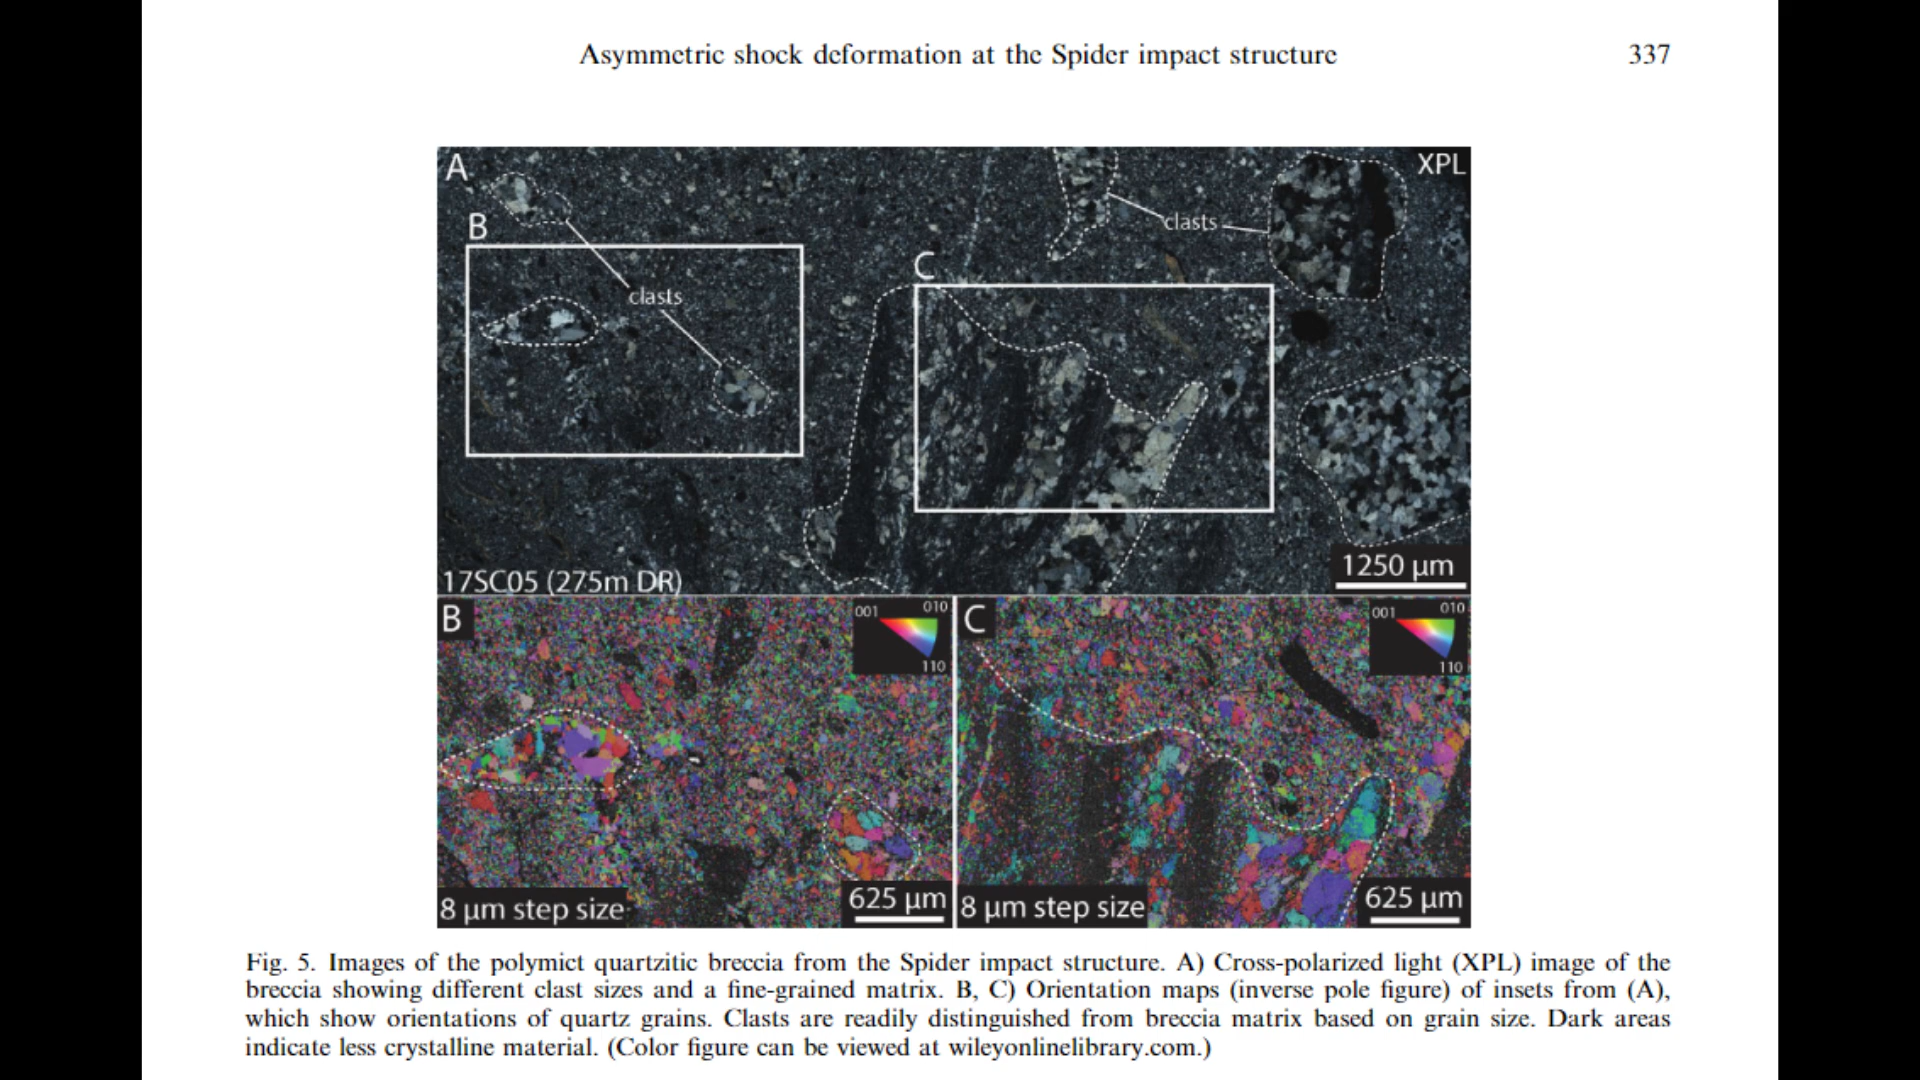 Asymmetric shock deformation at the Spider impact structure 337
A
XPL
B
clasts
C
clasts
17SC05 (275m DR)
1250 µm
B
001 010
110
C
001 010
110
8 µm step size
625 µm
8 µm step size
625 µm
Fig. 5. Images of the polymict quartzitic breccia from the Spider impact structure. A) Cross-polarized light (XPL) image of the
breccia showing different clast sizes and a fine-grained matrix. B, C) Orientation maps (inverse pole figure) of insets from (A),
which show orientations of quartz grains. Clasts are readily distinguished from breccia matrix based on grain size. Dark areas
indicate less crystalline material. (Color figure can be viewed at wileyonlinelibrary.com.)